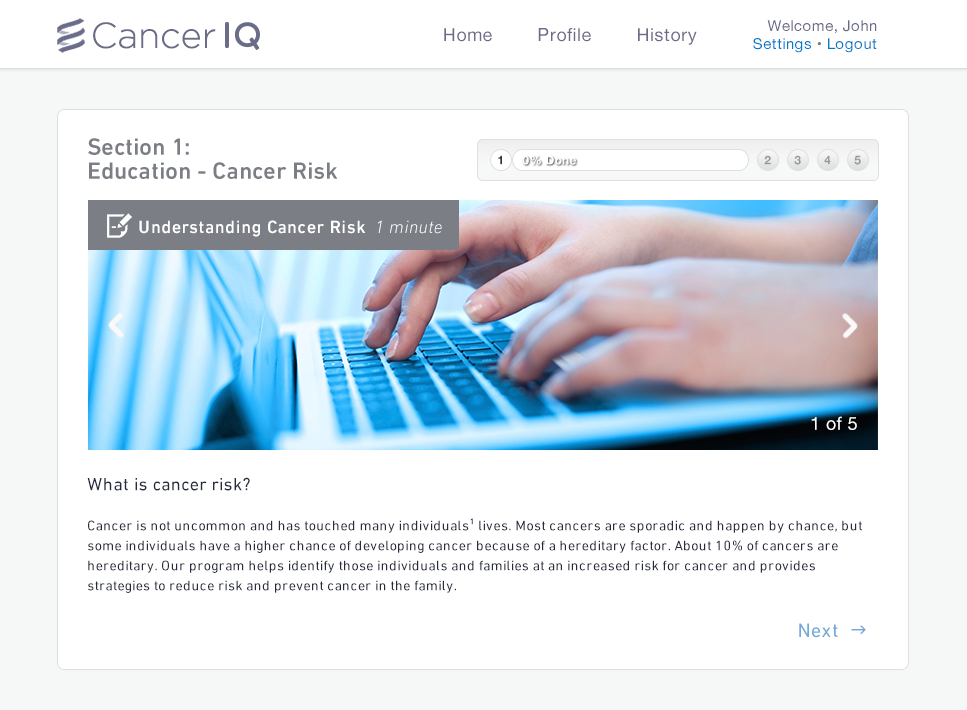 Cancer IQ
Home Profile History
Welcome, John
Settings • Logout
Section 1:
Education - Cancer Risk
1 0% Done 2 3 4 5
Understanding Cancer Risk 1 minute
1 of 5
What is cancer risk?
Cancer is not uncommon and has touched many individuals¹ lives. Most cancers are sporadic and happen by chance, but
some individuals have a higher chance of developing cancer because of a hereditary factor. About 10% of cancers are
hereditary. Our program helps identify those individuals and families at an increased risk for cancer and provides
strategies to reduce risk and prevent cancer in the family.
Next →